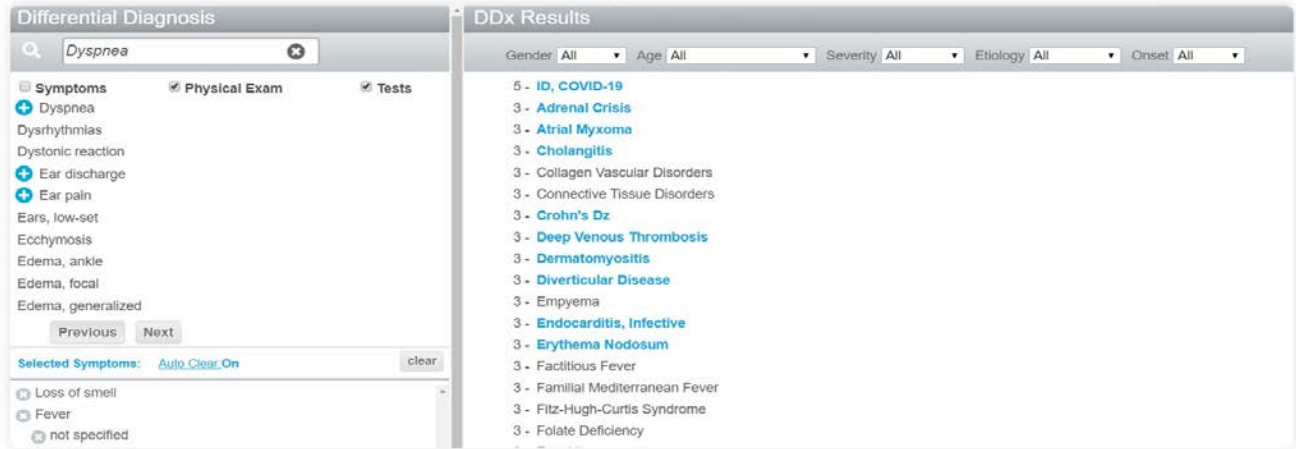 Differential Diagnosis
Dyspnea
Symptoms Physical Exam Tests
Dyspnea
Dysrhythmias
Dystonic reaction
Ear discharge
Ear pain
Ears, low-set
Ecchymosis
Edema, ankle
Edema, focal
Edema, generalized
Previous Next
Selected Symptoms: Auto Clear:On clear
Loss of smell
Fever
not specified
DDx Results
Gender All Age All Severity All Etiology All Onset All
5 - ID, COVID-19
3 - Adrenal Crisis
3 - Atrial Myxoma
3 - Cholangitis
3 - Collagen Vascular Disorders
3 - Connective Tissue Disorders
3 - Crohn's Dz
3 - Deep Venous Thrombosis
3 - Dermatomyositis
3 - Diverticular Disease
3 - Empyema
3 - Endocarditis, Infective
3 - Erythema Nodosum
3 - Factitious Fever
3 - Familial Mediterranean Fever
3 - Fitz-Hugh-Curtis Syndrome
3 - Folate Deficiency